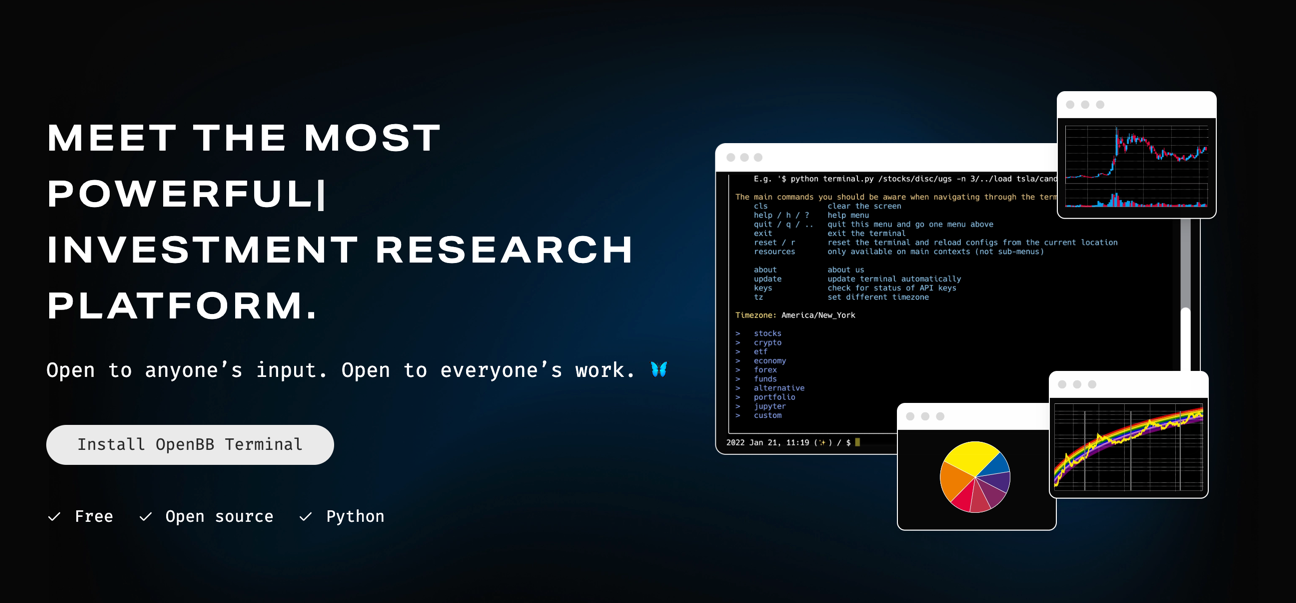 MEET THE MOST
POWERFUL|
INVESTMENT RESEARCH
PLATFORM.
Open to anyone’s input. Open to everyone’s work.
Install OpenBB Terminal
✓ Free ✓ Open source ✓ Python
E.g. '$ python terminal.py /stocks/disc/ugs -n 3/../load tsla/cand
The main commands you should be aware when navigating through the term
cls clear the screen
help / h / ? help menu
quit / q / .. quit this menu and go one menu above
exit exit the terminal
reset / r reset the terminal and reload configs from the current location
resources only available on main contexts (not sub-menus)
about about us
update update terminal automatically
keys check for status of API keys
tz set different timezone
Timezone: America/New_York
> stocks
> crypto
> etf
> economy
> forex
> funds
> alternative
> portfolio
> jupyter
> custom
2022 Jan 21, 11:19 (✨) / $